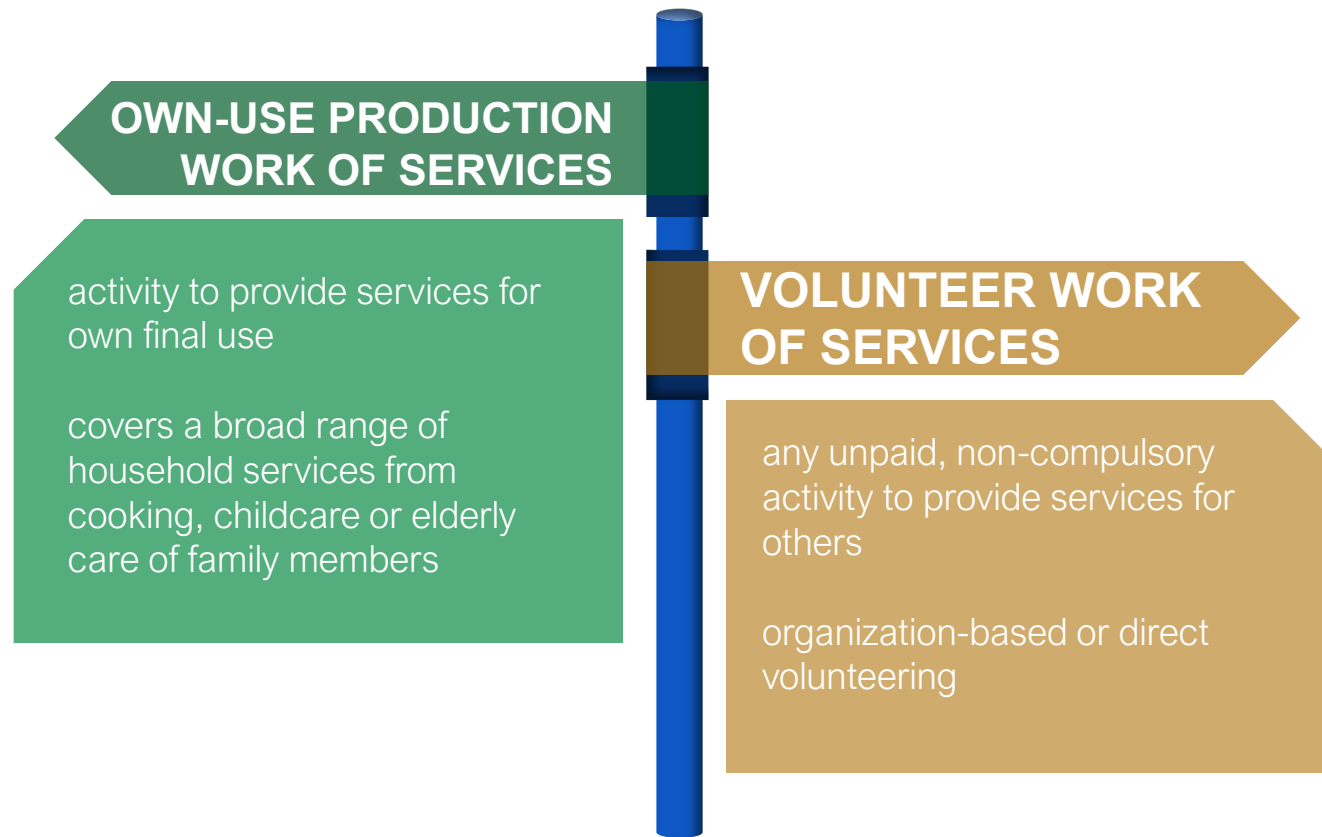 OWN-USE PRODUCTION
WORK OF SERVICES
activity to provide services for
own final use
covers a broad range of
household services from
cooking, childcare or elderly
care of family members
VOLUNTEER WORK
OF SERVICES
any unpaid, non-compulsory
activity to provide services for
others
organization-based or direct
volunteering